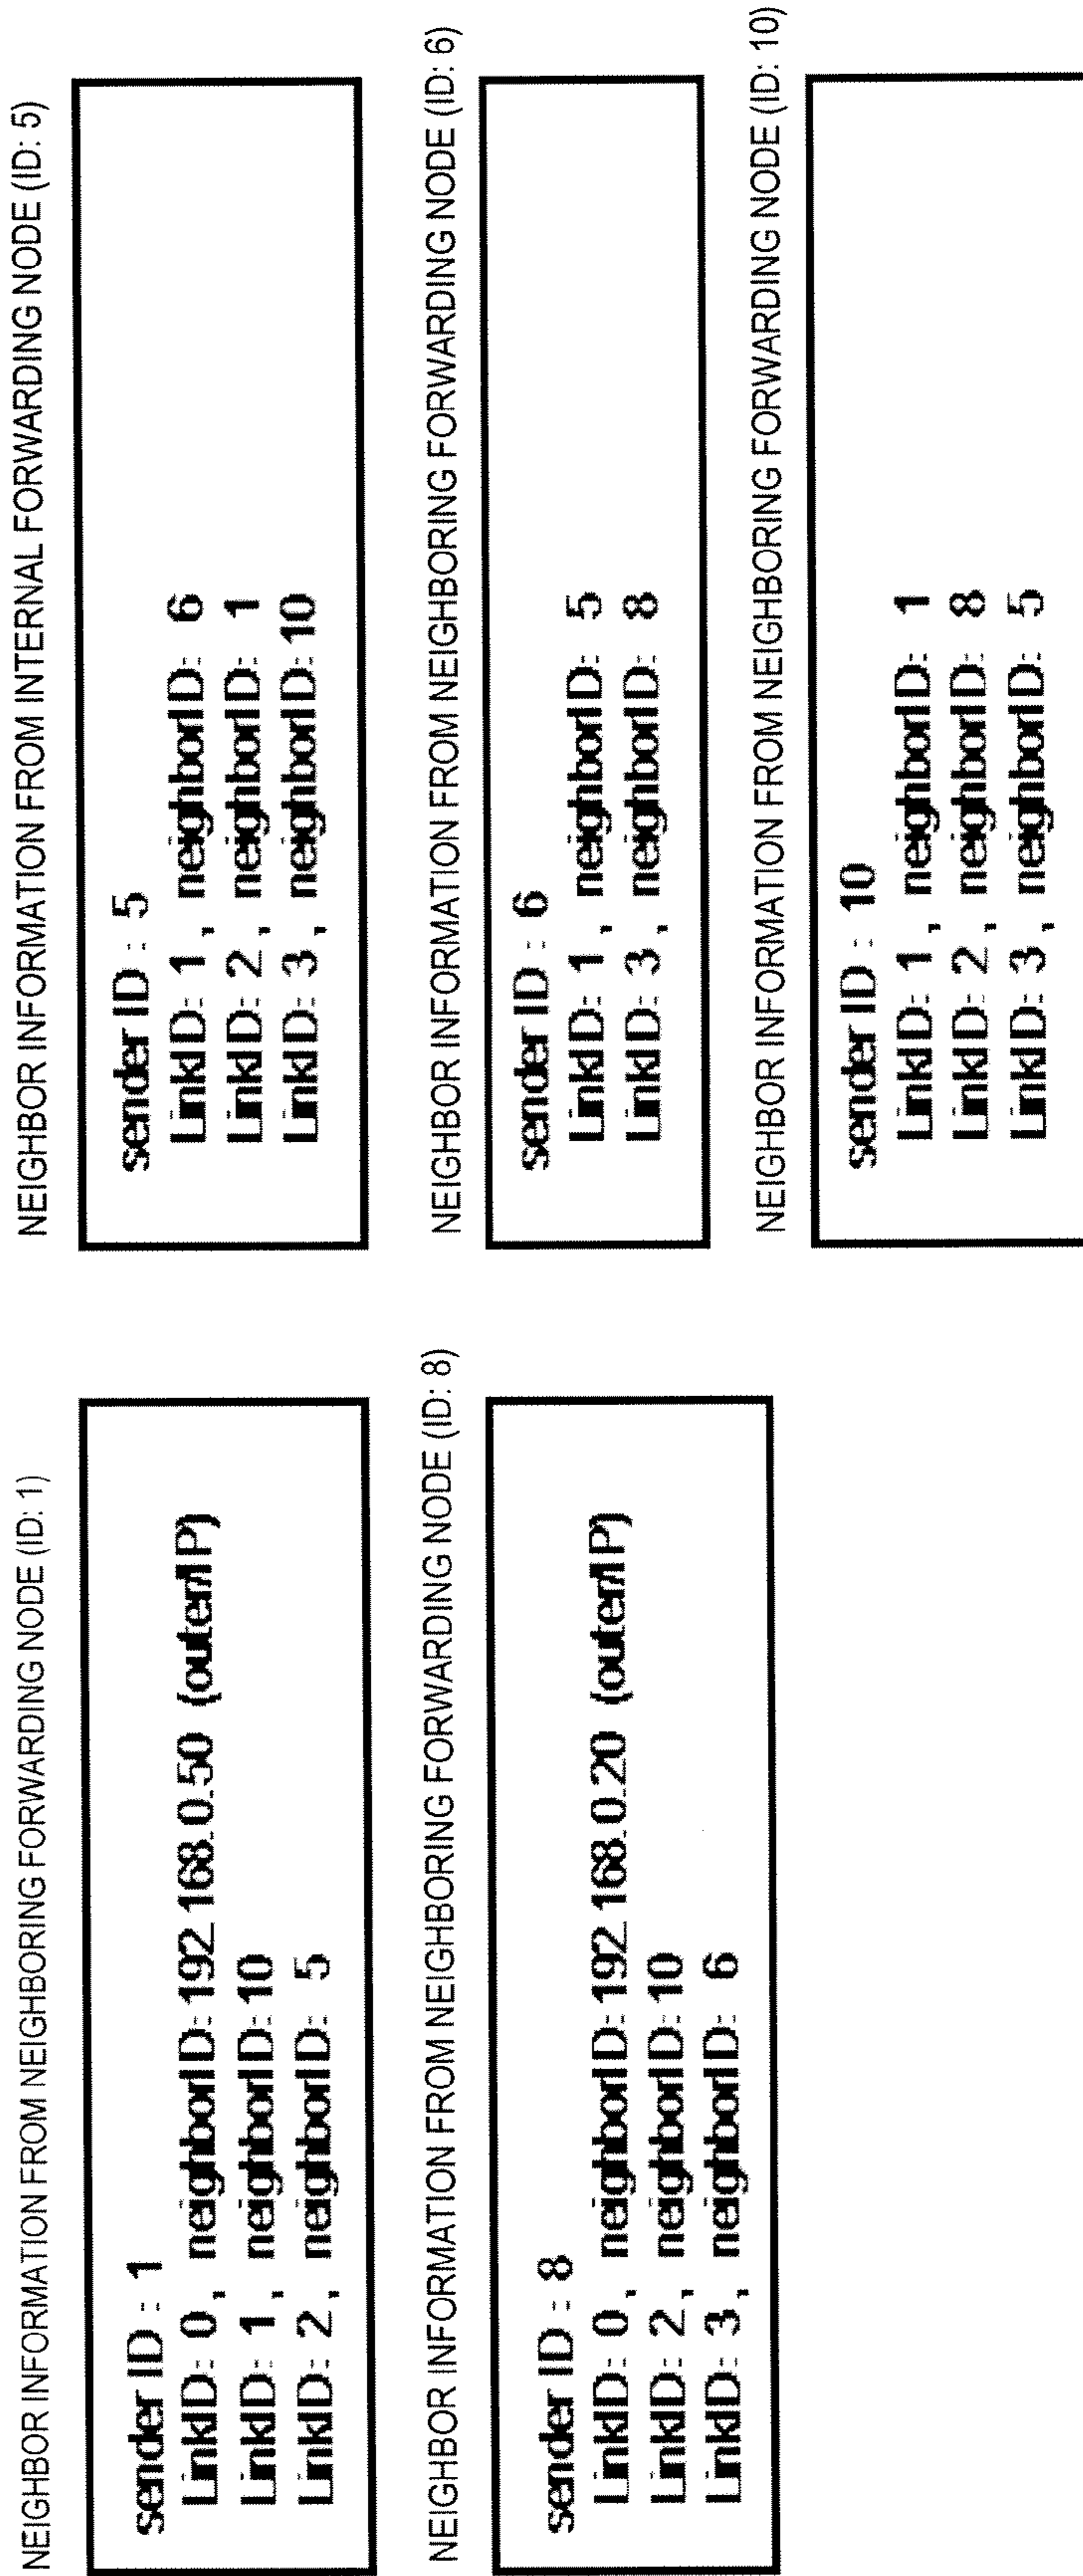 NEIGHBOR INFORMATION FROM NEIGHBORING FORWARDING NODE (ID: 1)
sender ID : 1
LinkID: 0, neighborID: 192.168.0.50 (outer/IP)
LinkID: 1, neighborID: 10
LinkID: 2, neighborID: 5
NEIGHBOR INFORMATION FROM NEIGHBORING FORWARDING NODE (ID: 8)
sender ID : 8
LinkID: 0, neighborID: 192.168.0.20 (outer/IP)
LinkID: 2, neighborID: 10
LinkID: 3, neighborID: 6
NEIGHBOR INFORMATION FROM INTERNAL FORWARDING NODE (ID: 5)
sender ID : 5
LinkID: 1, neighborID: 6
LinkID: 2, neighborID: 1
LinkID: 3, neighborID: 10
NEIGHBOR INFORMATION FROM NEIGHBORING FORWARDING NODE (ID: 6)
sender ID : 6
LinkID: 1, neighborID: 5
LinkID: 3, neighborID: 8
NEIGHBOR INFORMATION FROM NEIGHBORING FORWARDING NODE (ID: 10)
sender ID : 10
LinkID: 1, neighborID: 1
LinkID: 2, neighborID: 8
LinkID: 3, neighborID: 5